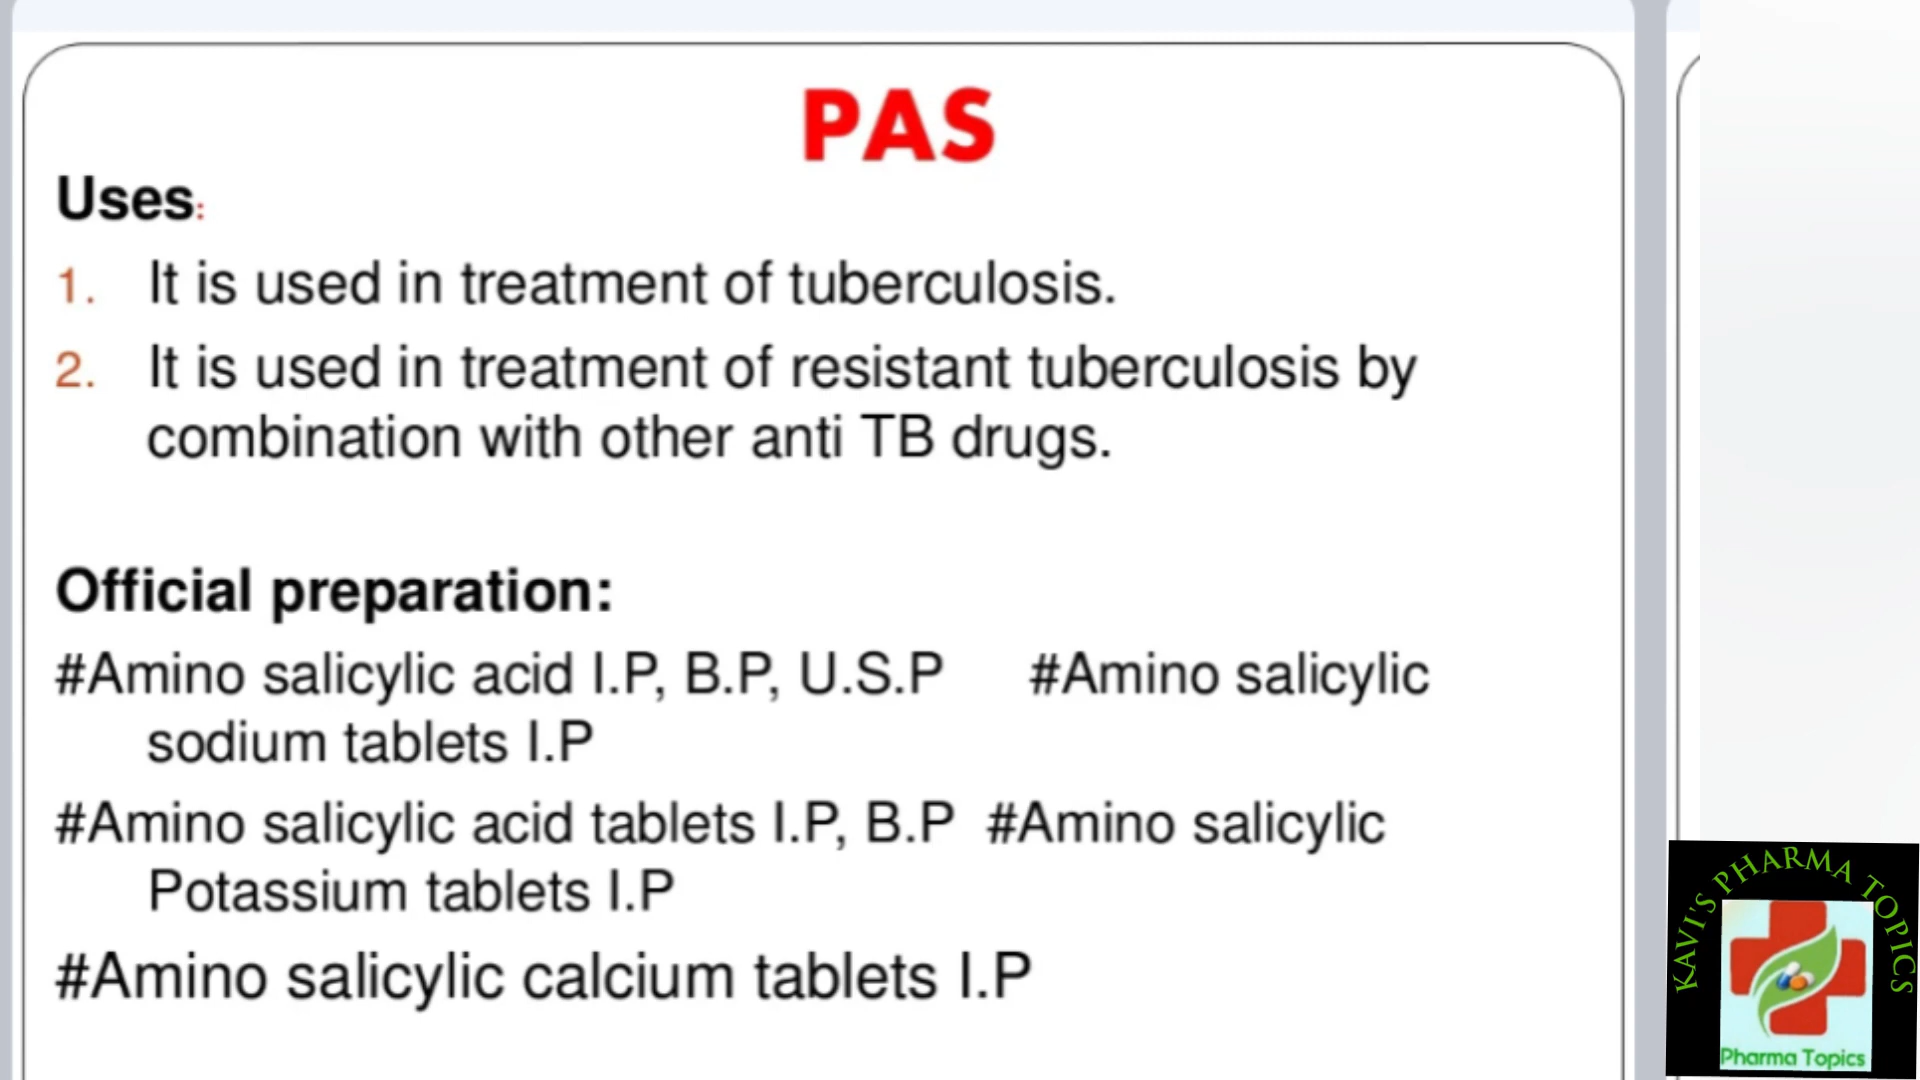 PAS
Uses:
1. It is used in treatment of tuberculosis.
2. It is used in treatment of resistant tuberculosis by
combination with other anti TB drugs.
Official preparation:
#Amino salicylic acid I.P, B.P, U.S.P #Amino salicylic
sodium tablets I.P
#Amino salicylic acid tablets I.P, B.P #Amino salicylic
Potassium tablets I.P
#Amino salicylic calcium tablets I.P
KAVI'S PHARMA TOPICS
Pharma Topics